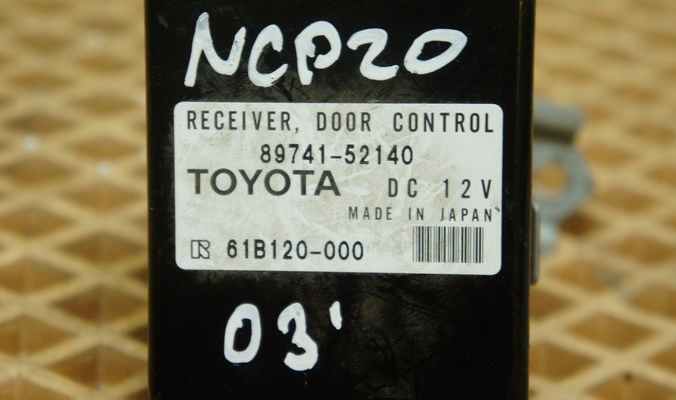 NCP20
RECEIVER, DOOR CONTROL
89741-52140
TOYOTA DC 12V
MADE IN JAPAN
R 61B120-000
03'